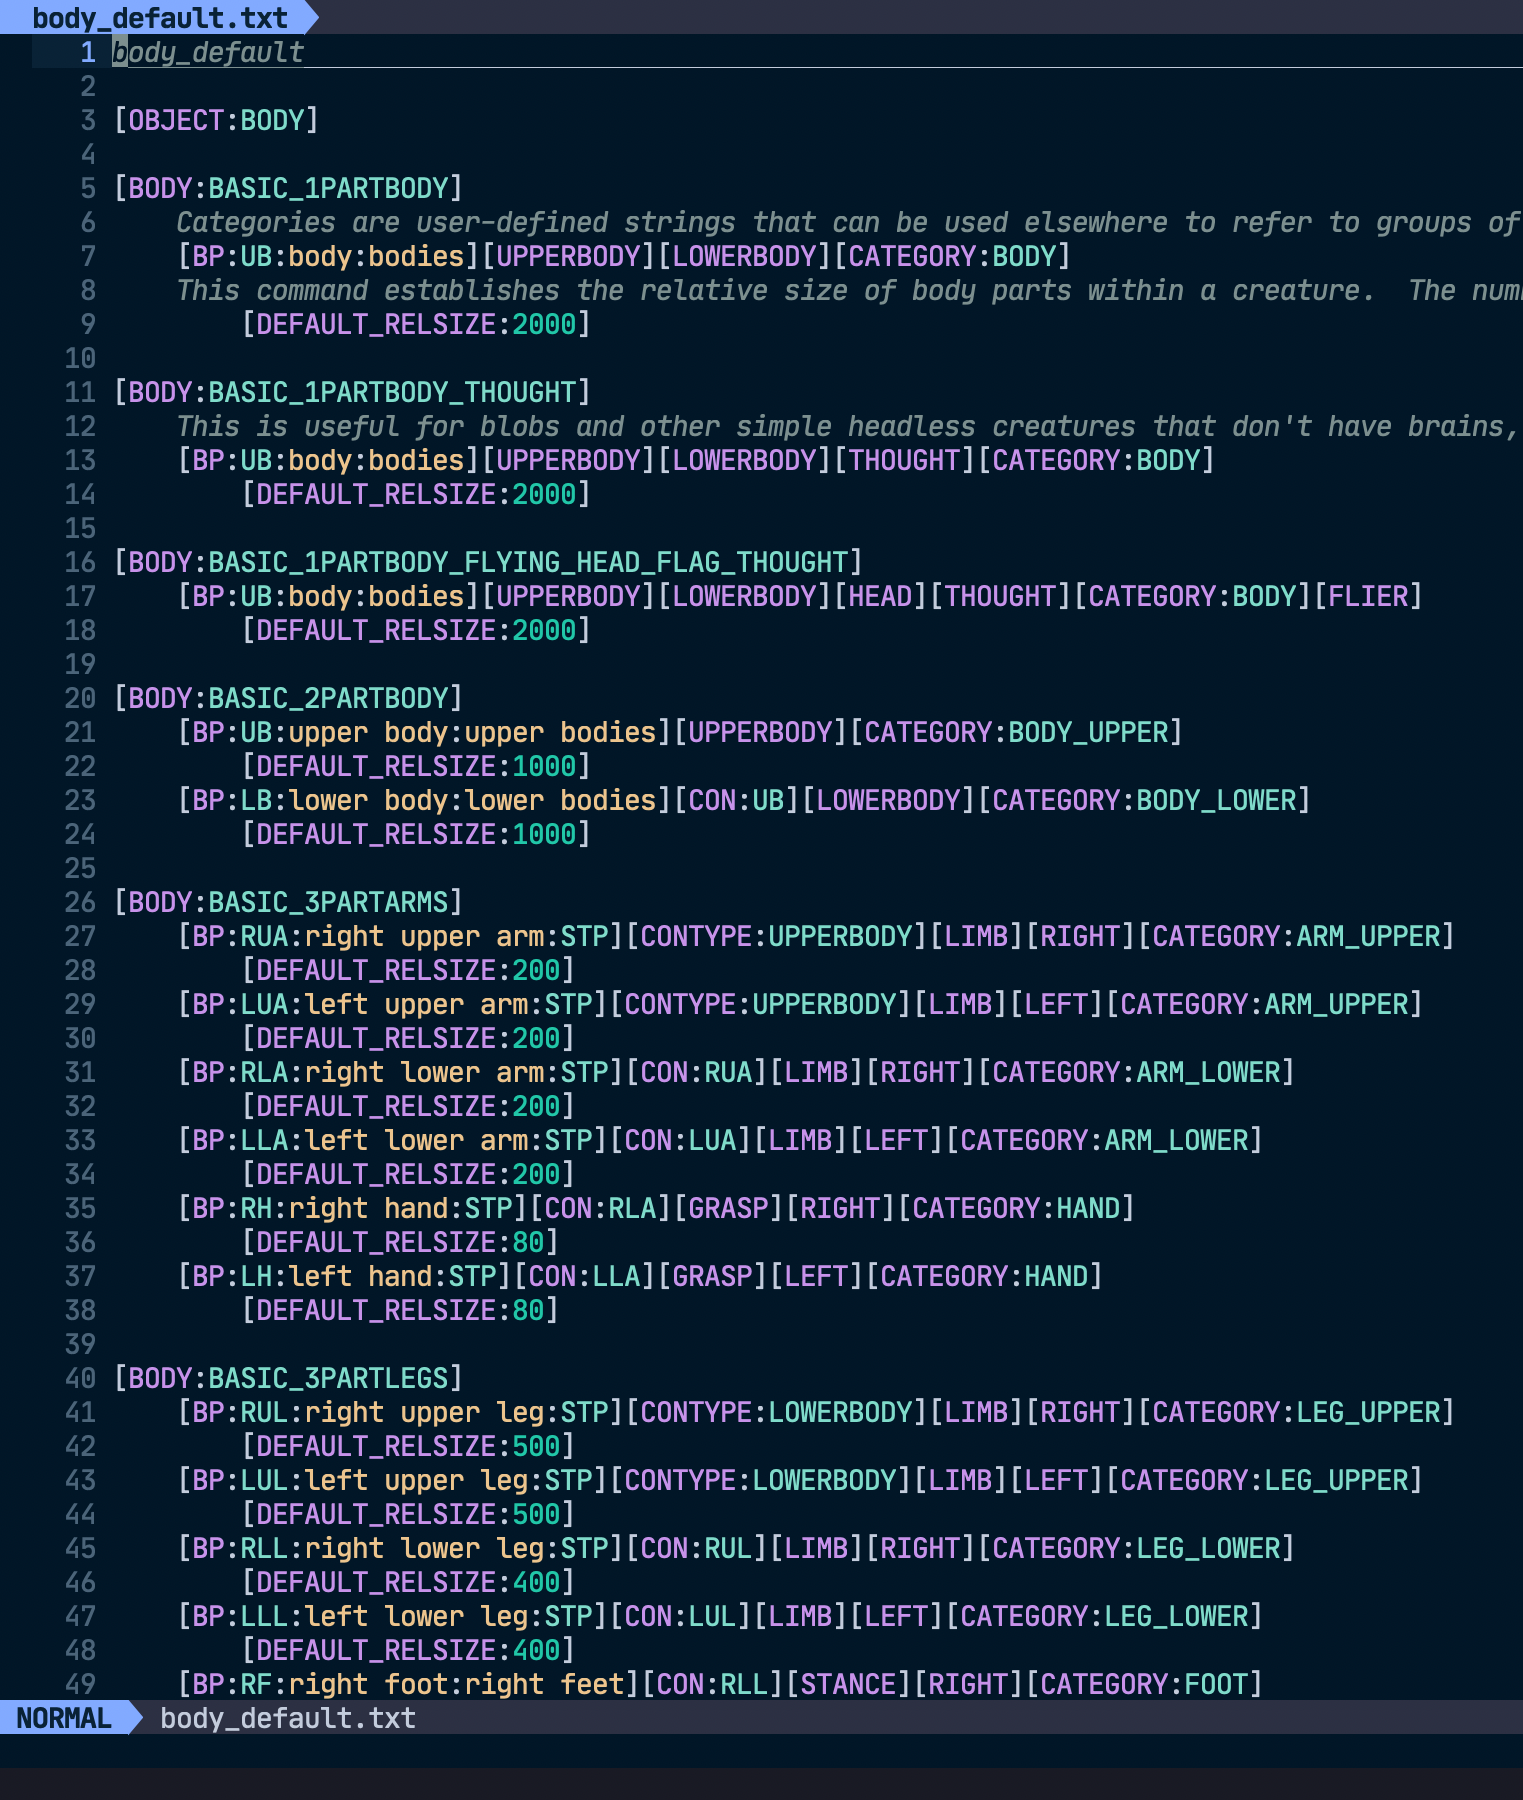 body_default.txt
1 body_default
2
3 [OBJECT:BODY]
4
5 [BODY:BASIC_1PARTBODY]
6     Categories are user-defined strings that can be used elsewhere to refer to groups of
7     [BP:UB:body:bodies][UPPERBODY][LOWERBODY][CATEGORY:BODY]
8     This command establishes the relative size of body parts within a creature.  The num
9         [DEFAULT_RELSIZE:2000]
10
11 [BODY:BASIC_1PARTBODY_THOUGHT]
12     This is useful for blobs and other simple headless creatures that don't have brains,
13     [BP:UB:body:bodies][UPPERBODY][LOWERBODY][THOUGHT][CATEGORY:BODY]
14         [DEFAULT_RELSIZE:2000]
15
16 [BODY:BASIC_1PARTBODY_FLYING_HEAD_FLAG_THOUGHT]
17     [BP:UB:body:bodies][UPPERBODY][LOWERBODY][HEAD][THOUGHT][CATEGORY:BODY][FLIER]
18         [DEFAULT_RELSIZE:2000]
19
20 [BODY:BASIC_2PARTBODY]
21     [BP:UB:upper body:upper bodies][UPPERBODY][CATEGORY:BODY_UPPER]
22         [DEFAULT_RELSIZE:1000]
23     [BP:LB:lower body:lower bodies][CON:UB][LOWERBODY][CATEGORY:BODY_LOWER]
24         [DEFAULT_RELSIZE:1000]
25
26 [BODY:BASIC_3PARTARMS]
27     [BP:RUA:right upper arm:STP][CONTYPE:UPPERBODY][LIMB][RIGHT][CATEGORY:ARM_UPPER]
28         [DEFAULT_RELSIZE:200]
29     [BP:LUA:left upper arm:STP][CONTYPE:UPPERBODY][LIMB][LEFT][CATEGORY:ARM_UPPER]
30         [DEFAULT_RELSIZE:200]
31     [BP:RLA:right lower arm:STP][CON:RUA][LIMB][RIGHT][CATEGORY:ARM_LOWER]
32         [DEFAULT_RELSIZE:200]
33     [BP:LLA:left lower arm:STP][CON:LUA][LIMB][LEFT][CATEGORY:ARM_LOWER]
34         [DEFAULT_RELSIZE:200]
35     [BP:RH:right hand:STP][CON:RLA][GRASP][RIGHT][CATEGORY:HAND]
36         [DEFAULT_RELSIZE:80]
37     [BP:LH:left hand:STP][CON:LLA][GRASP][LEFT][CATEGORY:HAND]
38         [DEFAULT_RELSIZE:80]
39
40 [BODY:BASIC_3PARTLEGS]
41     [BP:RUL:right upper leg:STP][CONTYPE:LOWERBODY][LIMB][RIGHT][CATEGORY:LEG_UPPER]
42         [DEFAULT_RELSIZE:500]
43     [BP:LUL:left upper leg:STP][CONTYPE:LOWERBODY][LIMB][LEFT][CATEGORY:LEG_UPPER]
44         [DEFAULT_RELSIZE:500]
45     [BP:RLL:right lower leg:STP][CON:RUL][LIMB][RIGHT][CATEGORY:LEG_LOWER]
46         [DEFAULT_RELSIZE:400]
47     [BP:LLL:left lower leg:STP][CON:LUL][LIMB][LEFT][CATEGORY:LEG_LOWER]
48         [DEFAULT_RELSIZE:400]
49     [BP:RF:right foot:right feet][CON:RLL][STANCE][RIGHT][CATEGORY:FOOT]
NORMAL body_default.txt